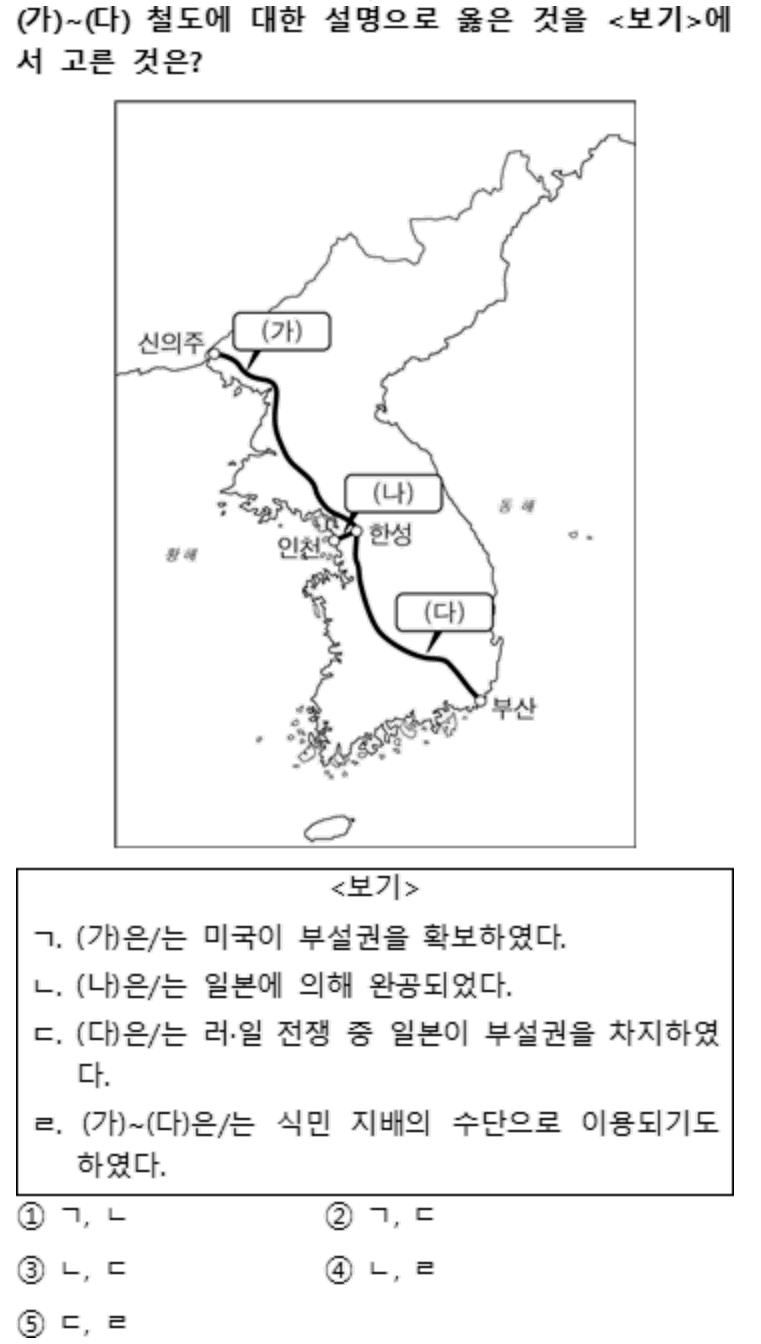 (가)~(다) 철도에 대한 설명으로 옳은 것을 <보기>에
서 고른 것은?
신의주
(가)
(나)
동해
인천
한성
황해
(다)
부산
<보기>
ㄱ. (가)은/는 미국이 부설권을 확보하였다.
ㄴ. (나)은/는 일본에 의해 완공되었다.
ㄷ. (다)은/는 러·일 전쟁 중 일본이 부설권을 차지하였
다.
ㄹ. (가)~(다)은/는 식민 지배의 수단으로 이용되기도
하였다.
① ㄱ, ㄴ ② ㄱ, ㄷ
③ ㄴ, ㄷ ④ ㄴ, ㄹ
⑤ ㄷ, ㄹ